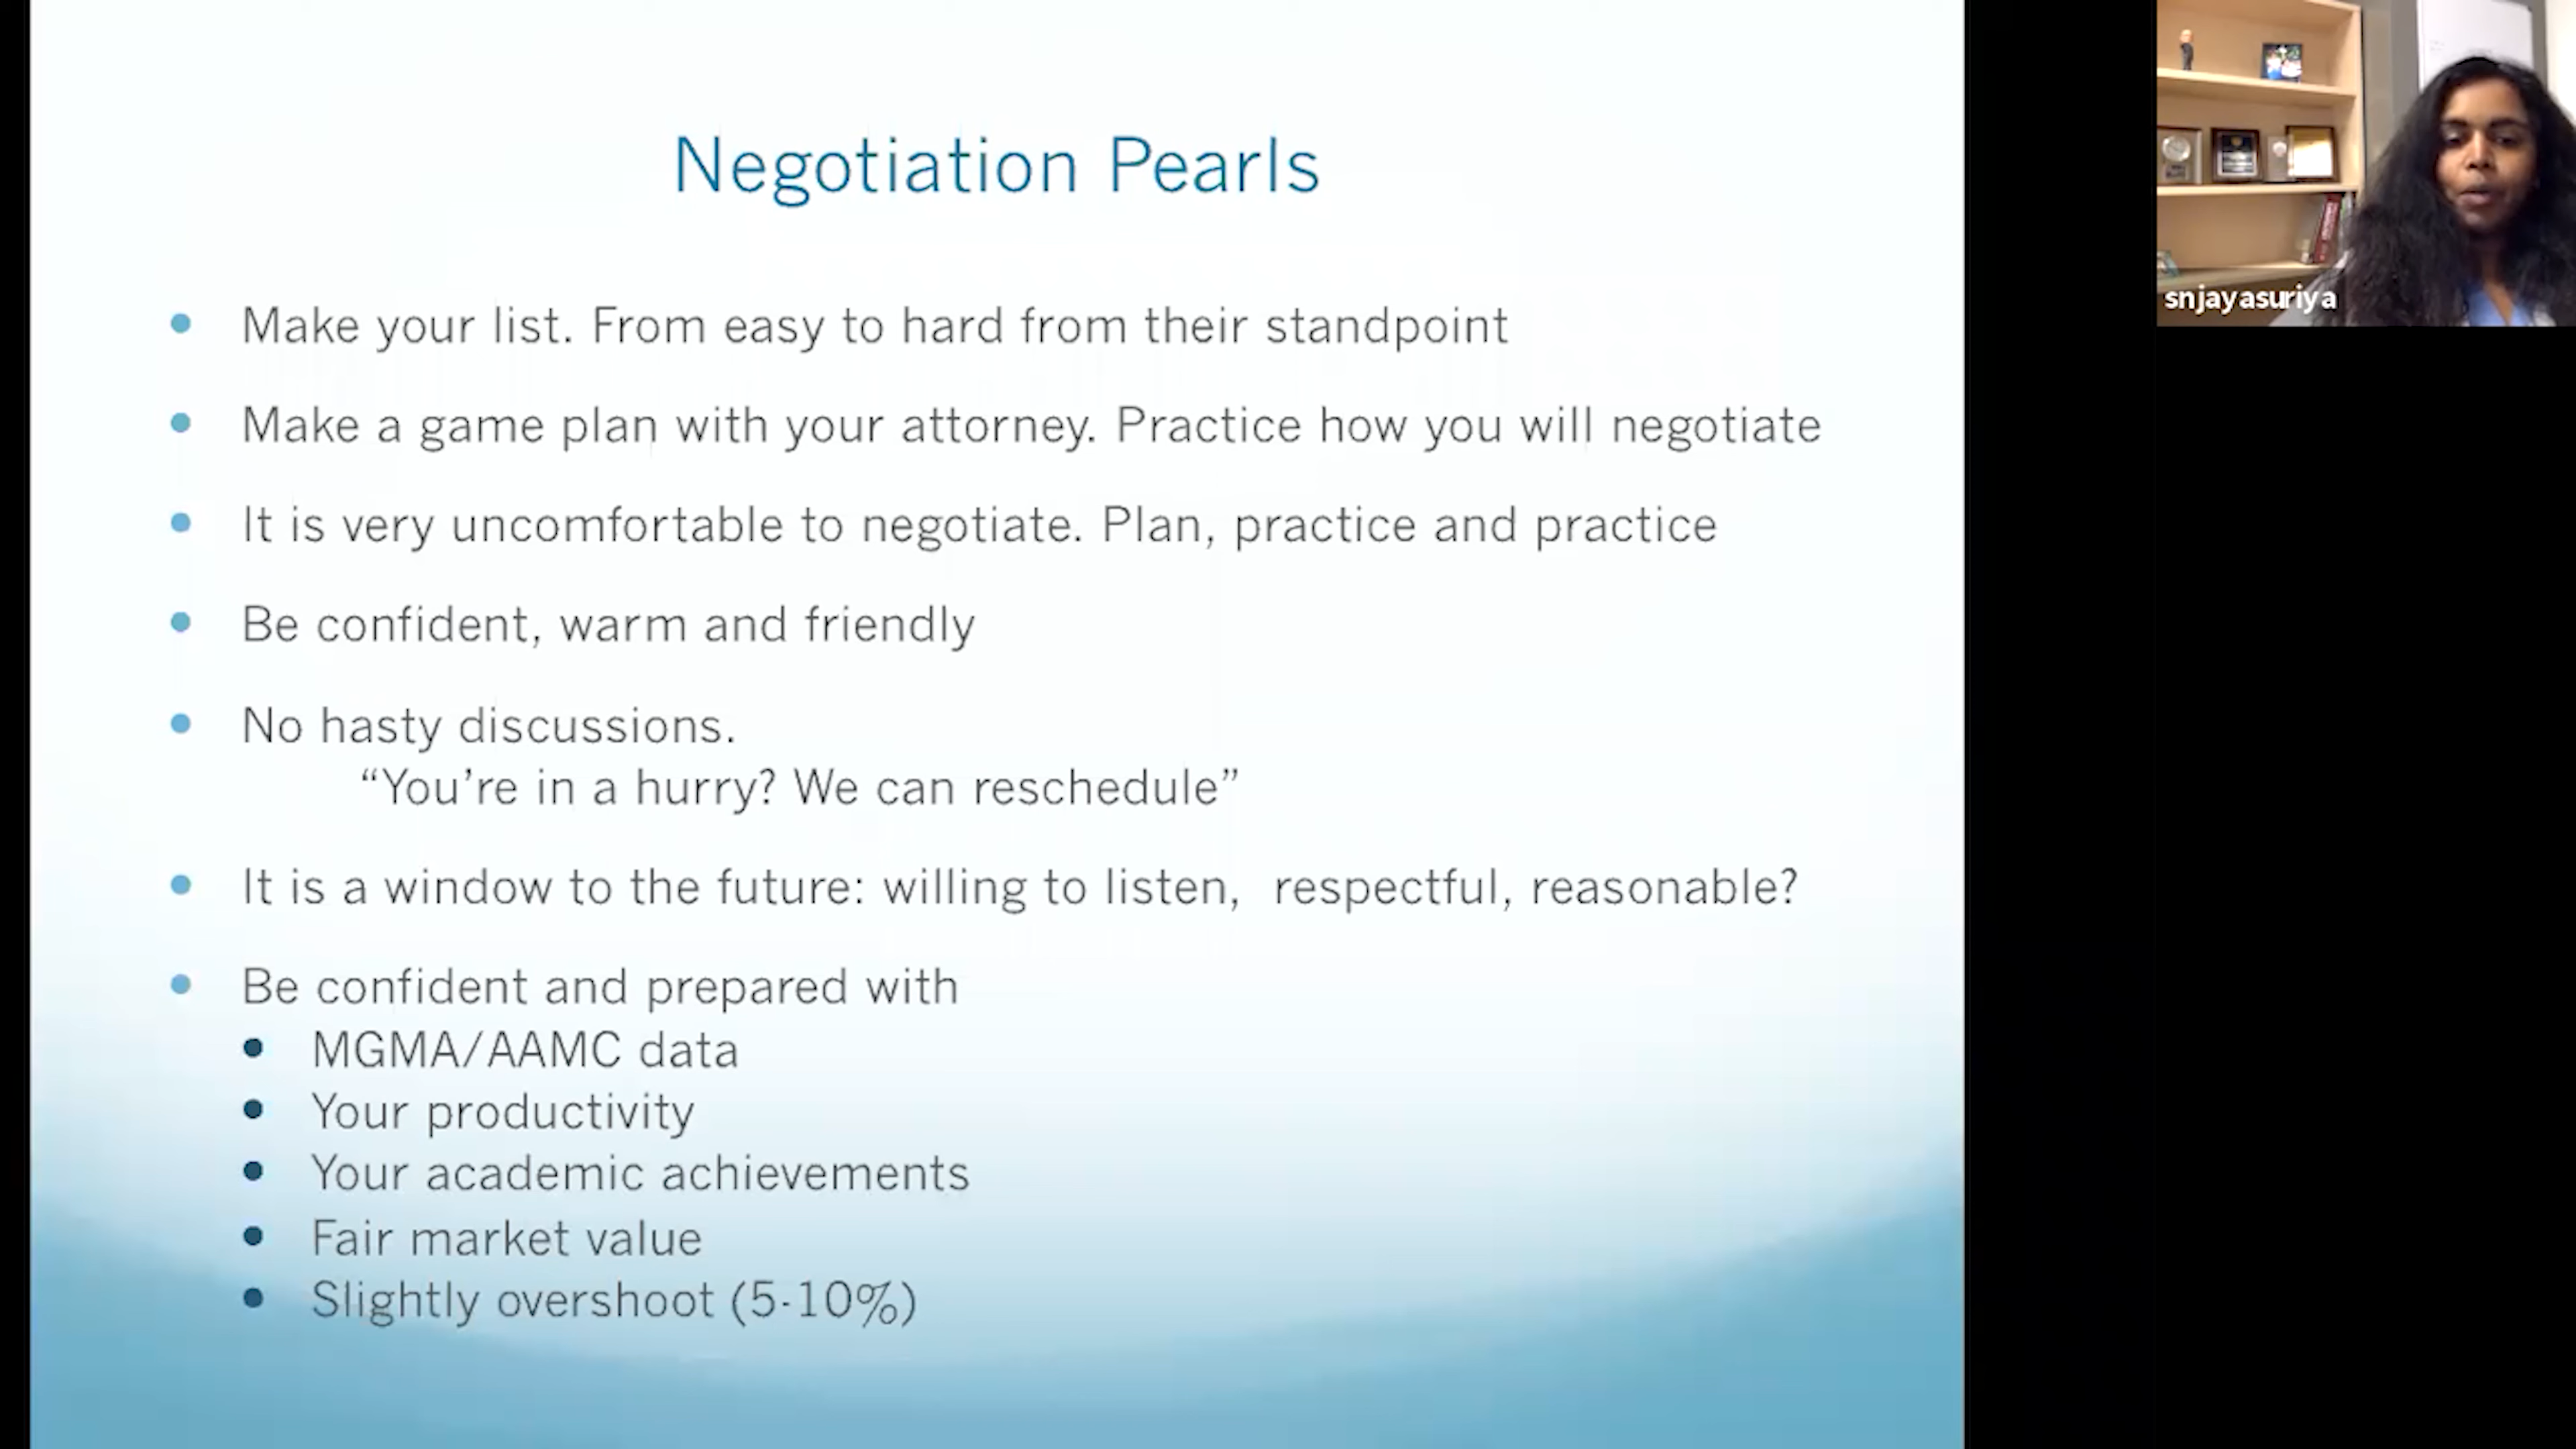 Negotiation Pearls
• Make your list. From easy to hard from their standpoint
• Make a game plan with your attorney. Practice how you will negotiate
• It is very uncomfortable to negotiate. Plan, practice and practice
• Be confident, warm and friendly
• No hasty discussions.
“You’re in a hurry? We can reschedule”
• It is a window to the future: willing to listen,  respectful, reasonable?
• Be confident and prepared with
• MGMA/AAMC data
• Your productivity
• Your academic achievements
• Fair market value
• Slightly overshoot (5-10%)
snjayasuriya